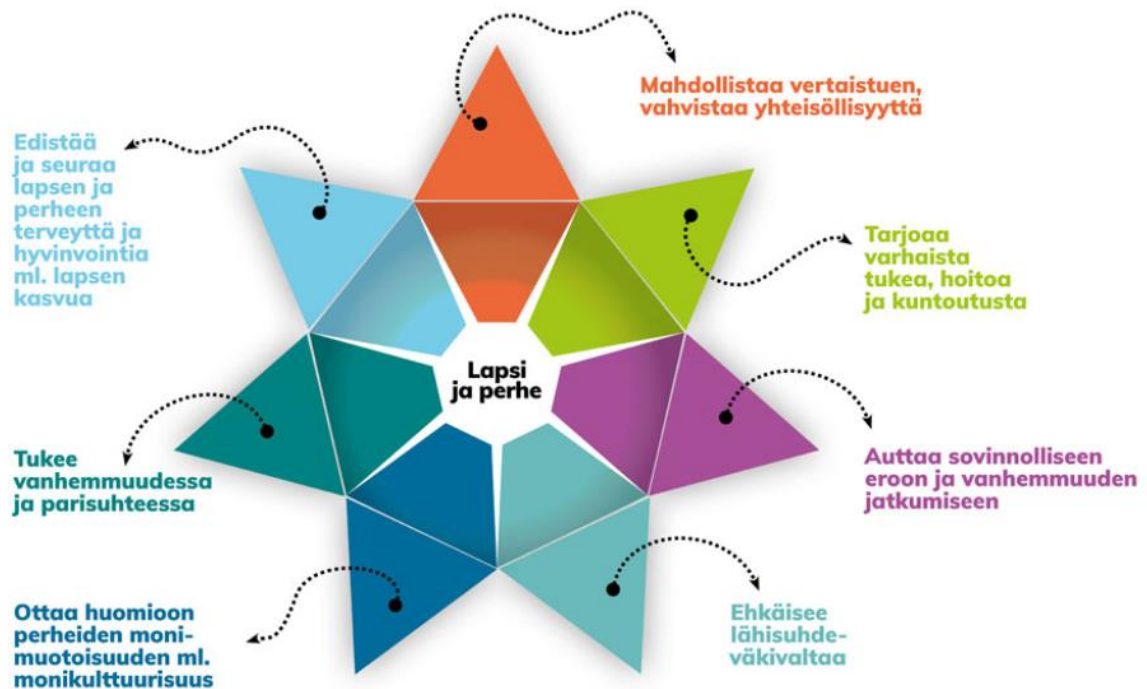 Mahdollistaa vertaistuen,
vahvistaa yhteisöllisyyttä
Edistää
ja seuraa
lapsen ja
perheen
terveyttä ja
hyvinvointia
ml. lapsen
kasvua
Tarjoaa
varhaista
tukea, hoitoa
ja kuntoutusta
Lapsi
ja perhe
Tukee
vanhemmuudessa
ja parisuhteessa
Auttaa sovinnolliseen
eroon ja vanhemmuuden
jatkumiseen
Ottaa huomioon
perheiden moni-
muotoisuuden ml.
monikulttuurisuus
Ehkäisee
lähisuhde-
väkivaltaa